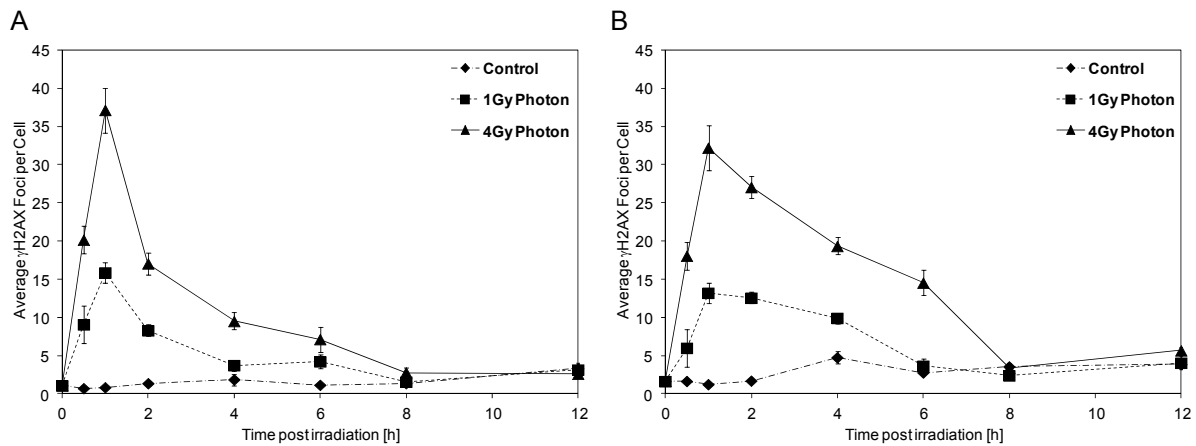 A
Average γH2AX Foci per Cell
45
40
35
30
25
20
15
10
5
0
0 2 4 6 8 10 12
Time post irradiation [h]
Control
1Gy Photon
4Gy Photon
B
Average γH2AX Foci per Cell
45
40
35
30
25
20
15
10
5
0
0 2 4 6 8 10 12
Time post irradiation [h]
Control
1Gy Photon
4Gy Photon